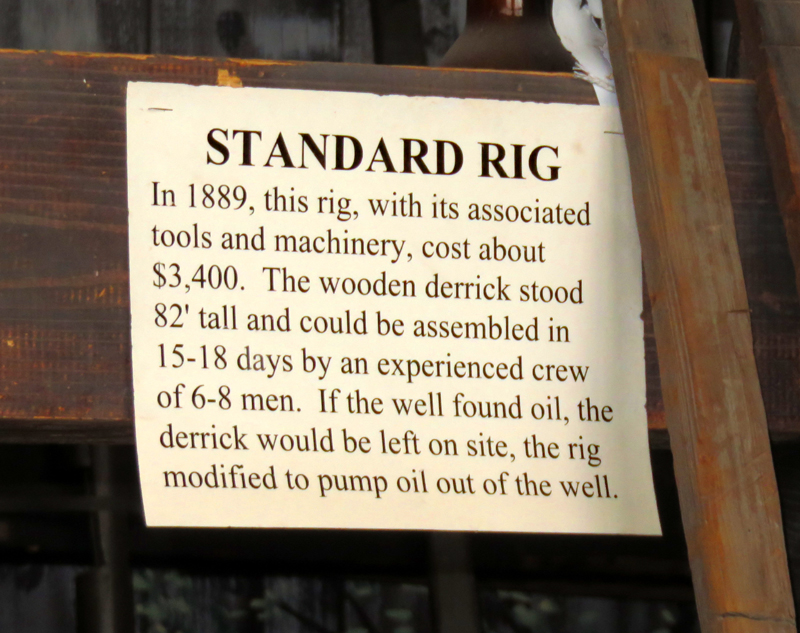 STANDARD RIG
In 1889, this rig, with its associated
tools and machinery, cost about
$3,400.  The wooden derrick stood
82' tall and could be assembled in
15-18 days by an experienced crew
of 6-8 men.  If the well found oil, the
derrick would be left on site, the rig
modified to pump oil out of the well.